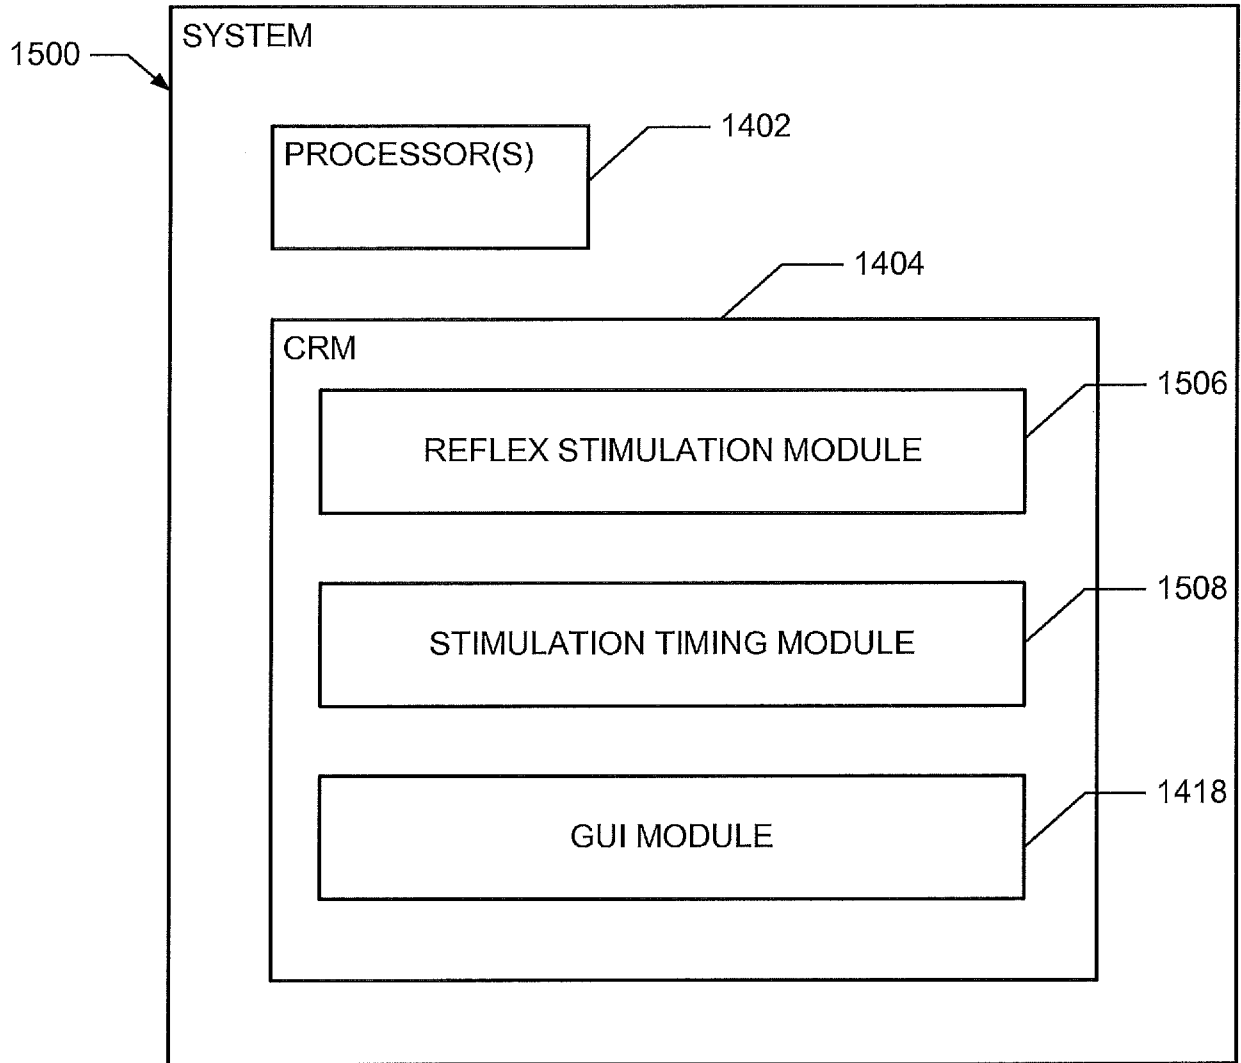 SYSTEM
1500
PROCESSOR(S)
1402
1404
CRM
1506
REFLEX STIMULATION MODULE
1508
STIMULATION TIMING MODULE
1418
GUI MODULE